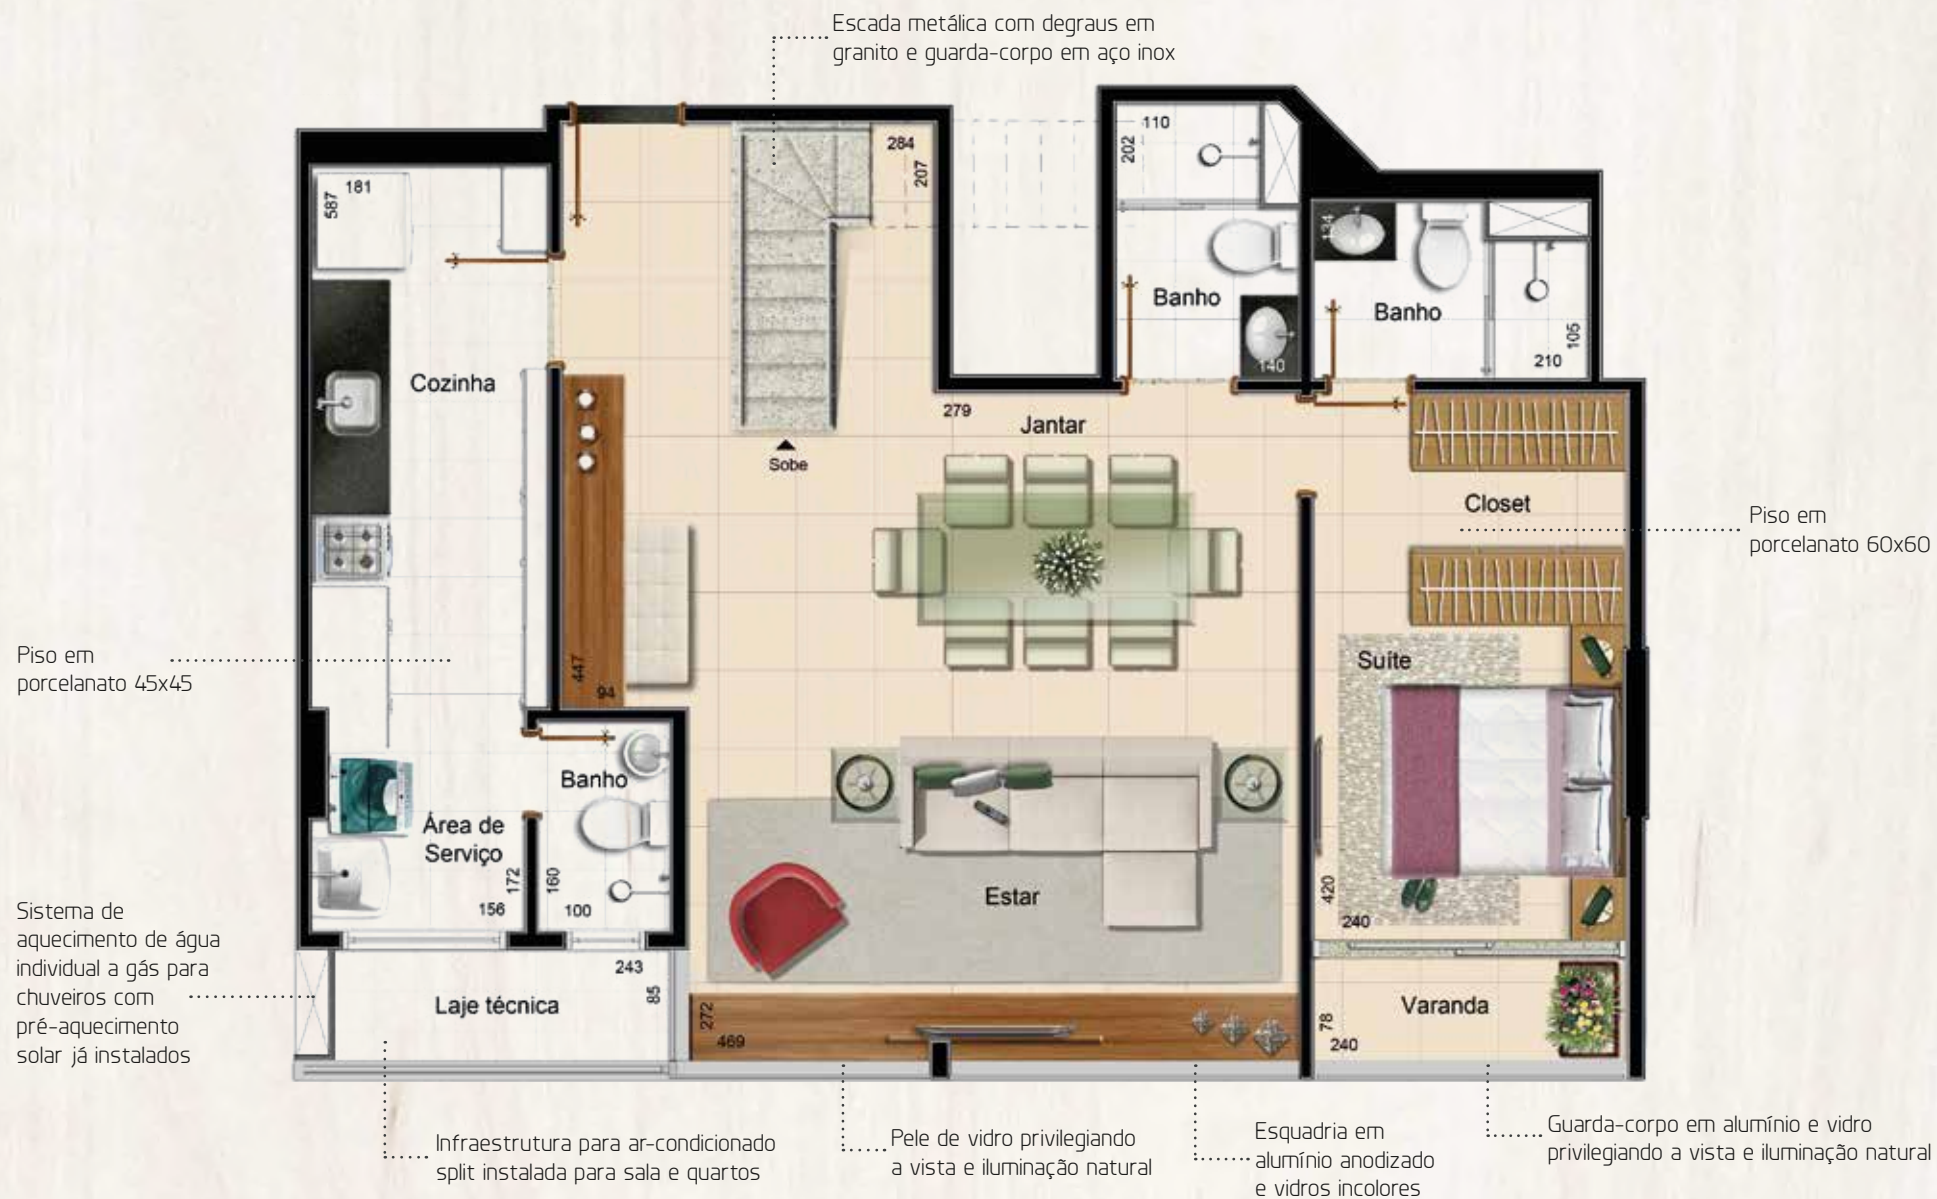 Escada metálica com degraus em
granito e guarda-corpo em aço inox
110
202
284
207
181
587
134
Banho
Banho
140
105
210
Cozinha
279
Jantar
Sobe
Closet
Piso em
porcelanato 60x60
Piso em
porcelanato 45x45
447
94
Suíte
Banho
Área de
Serviço
172
156
160
100
Estar
420
240
Sistema de
aquecimento de água
individual a gás para
chuveiros com
pré-aquecimento
solar já instalados
243
85
Laje técnica
272
469
Varanda
78
240
Infraestrutura para ar-condicionado
split instalada para sala e quartos
Pele de vidro privilegiando
a vista e iluminação natural
Esquadria em
alumínio anodizado
e vidros incolores
Guarda-corpo em alumínio e vidro
privilegiando a vista e iluminação natural